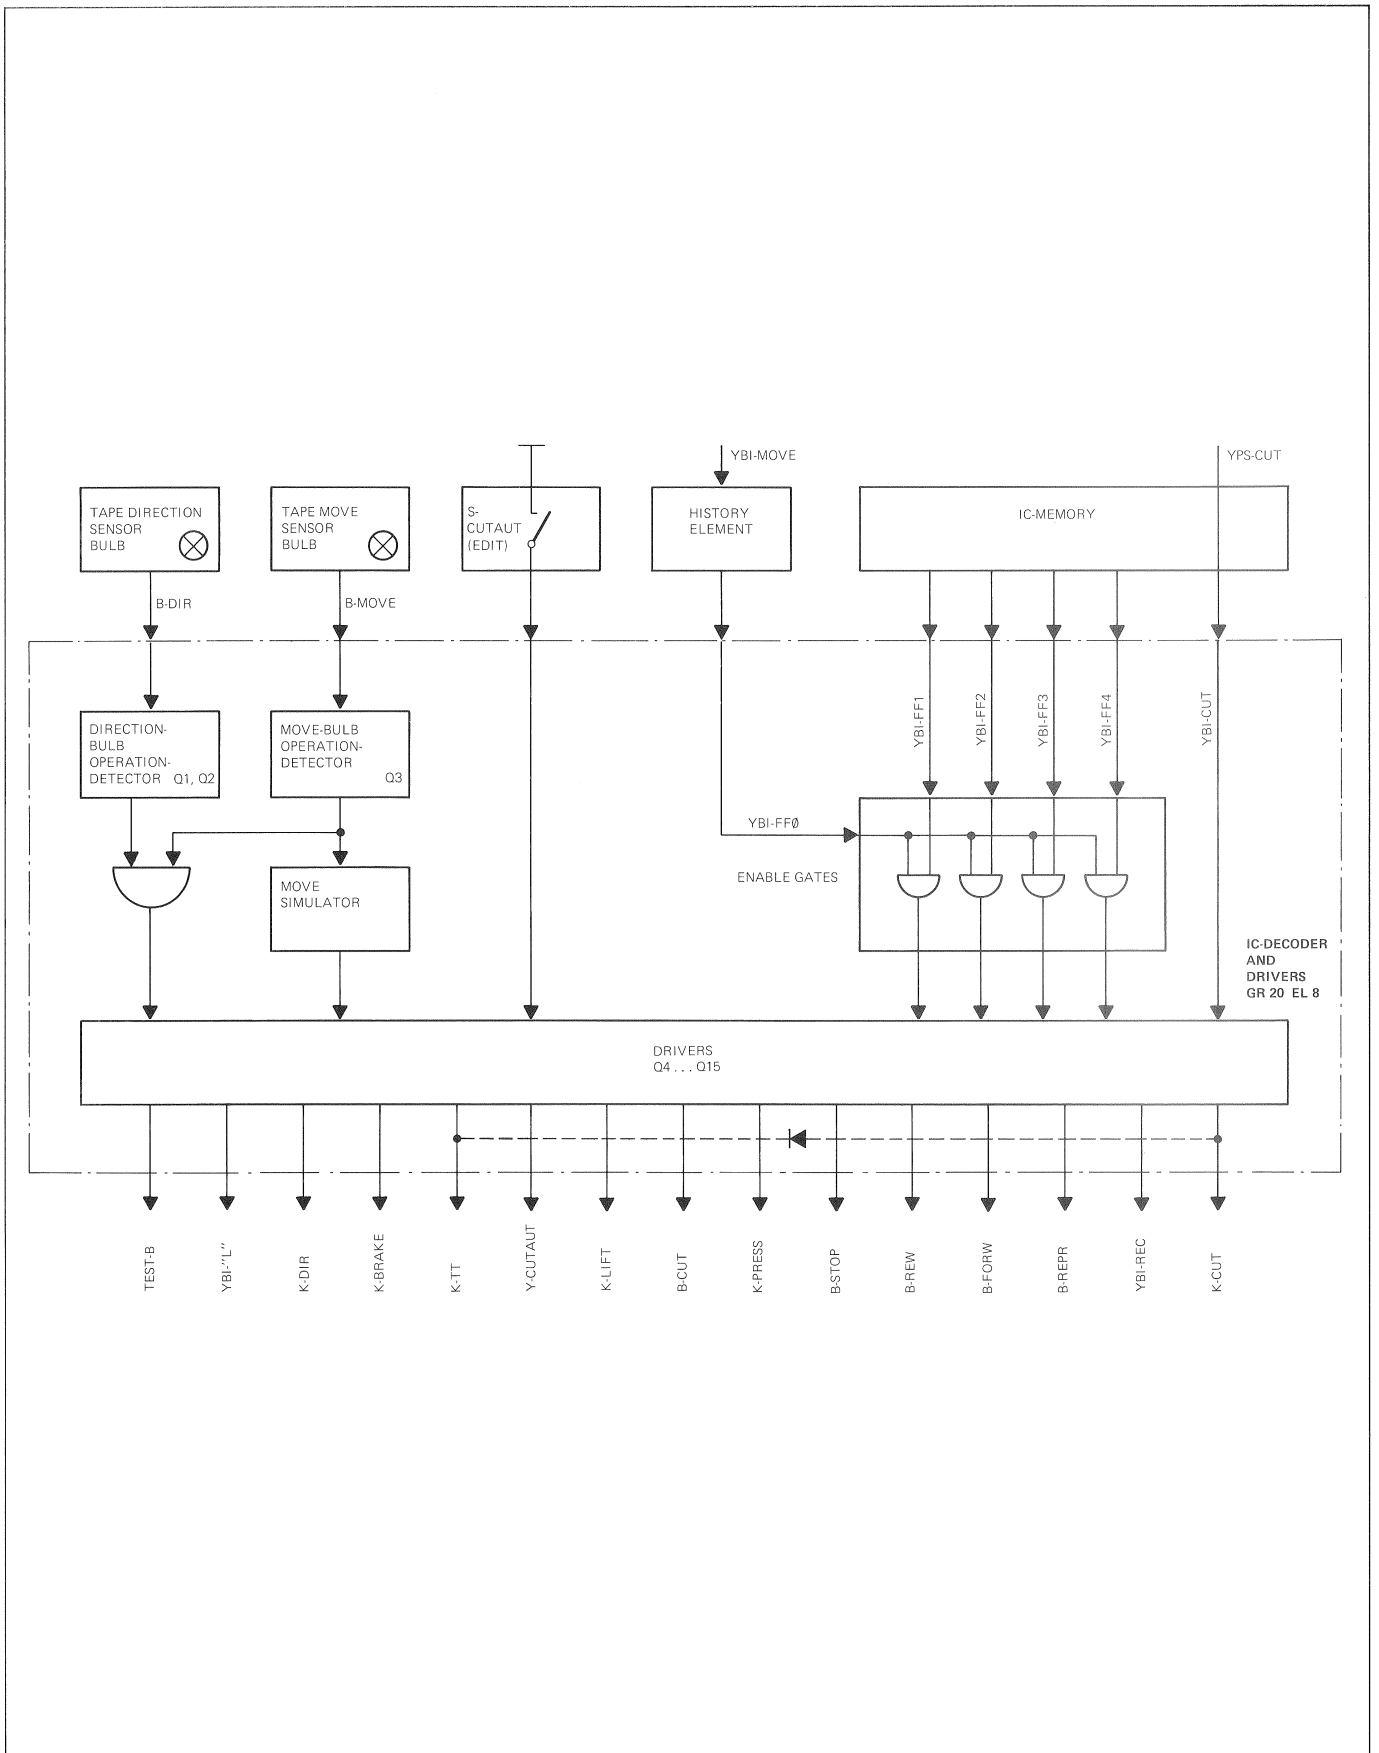 YBI-MOVE
YPS-CUT
TAPE DIRECTION
SENSOR
BULB
TAPE MOVE
SENSOR
BULB
S-
CUTAUT
(EDIT)
HISTORY
ELEMENT
IC-MEMORY
B-DIR
B-MOVE
YBI-FF1
YBI-FF2
YBI-FF3
YBI-FF4
YBI-CUT
DIRECTION-
BULB
OPERATION-
DETECTOR Q1, Q2
MOVE-BULB
OPERATION-
DETECTOR
Q3
YBI-FFØ
ENABLE GATES
MOVE
SIMULATOR
IC-DECODER
AND
DRIVERS
GR 20 EL 8
DRIVERS
Q4 . . . Q15
TEST-B
YBI-"L"
K-DIR
K-BRAKE
K-TT
Y-CUTAUT
K-LIFT
B-CUT
K-PRESS
B-STOP
B-REW
B-FORW
B-REPR
YBI-REC
K-CUT